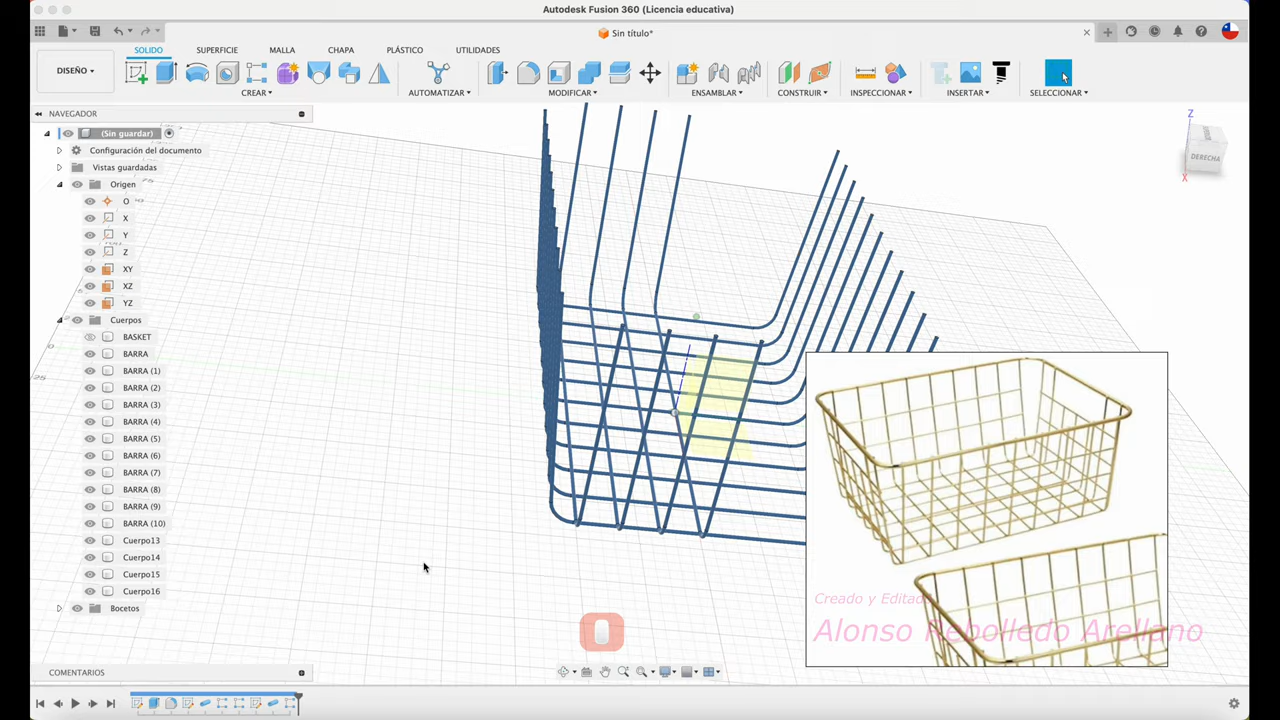 Autodesk Fusion 360 (Licencia educativa)
Sin título*
SOLIDO
SUPERFICIE
MALLA
CHAPA
PLÁSTICO
UTILIDADES
DISEÑO
CREAR
AUTOMATIZAR
MODIFICAR
ENSAMBLAR
CONSTRUIR
INSPECCIONAR
INSERTAR
SELECCIONAR
NAVEGADOR
(Sin guardar)
Configuración del documento
Vistas guardadas
Origen
O
X
Y
Z
XY
XZ
YZ
Cuerpos
BASKET
BARRA
BARRA (1)
BARRA (2)
BARRA (3)
BARRA (4)
BARRA (5)
BARRA (6)
BARRA (7)
BARRA (8)
BARRA (9)
BARRA (10)
Cuerpo13
Cuerpo14
Cuerpo15
Cuerpo16
Bocetos
COMENTARIOS
Z
DERECHA
X
Creado y Editad
Alonso Rebolledo Arellano